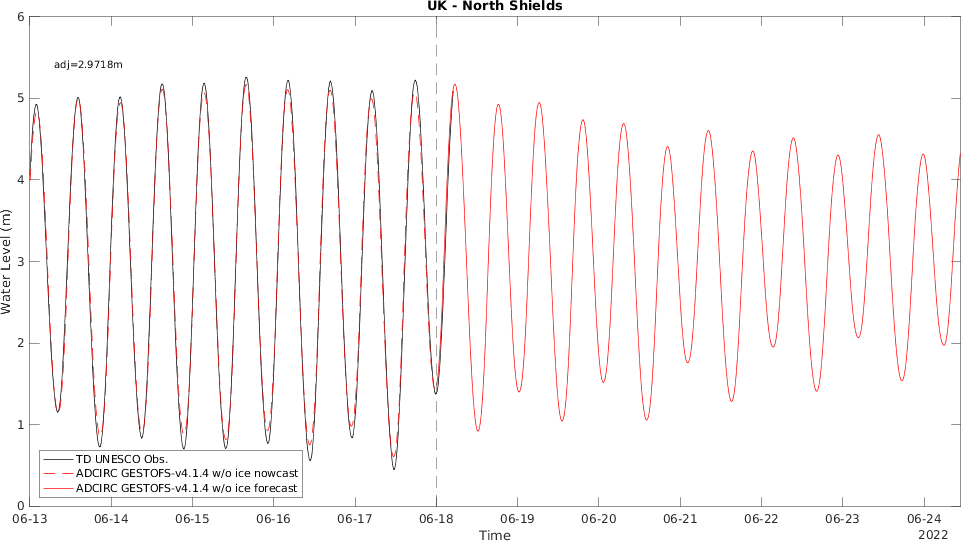 UK - North Shields
adj=2.9718m
Water Level (m)
6
5
4
3
2
1
0
TD UNESCO Obs.
ADCIRC GESTOFS-v4.1.4 w/o ice nowcast
ADCIRC GESTOFS-v4.1.4 w/o ice forecast
06-13 06-14 06-15 06-16 06-17 06-18 06-19 06-20 06-21 06-22 06-23 06-24
Time
2022